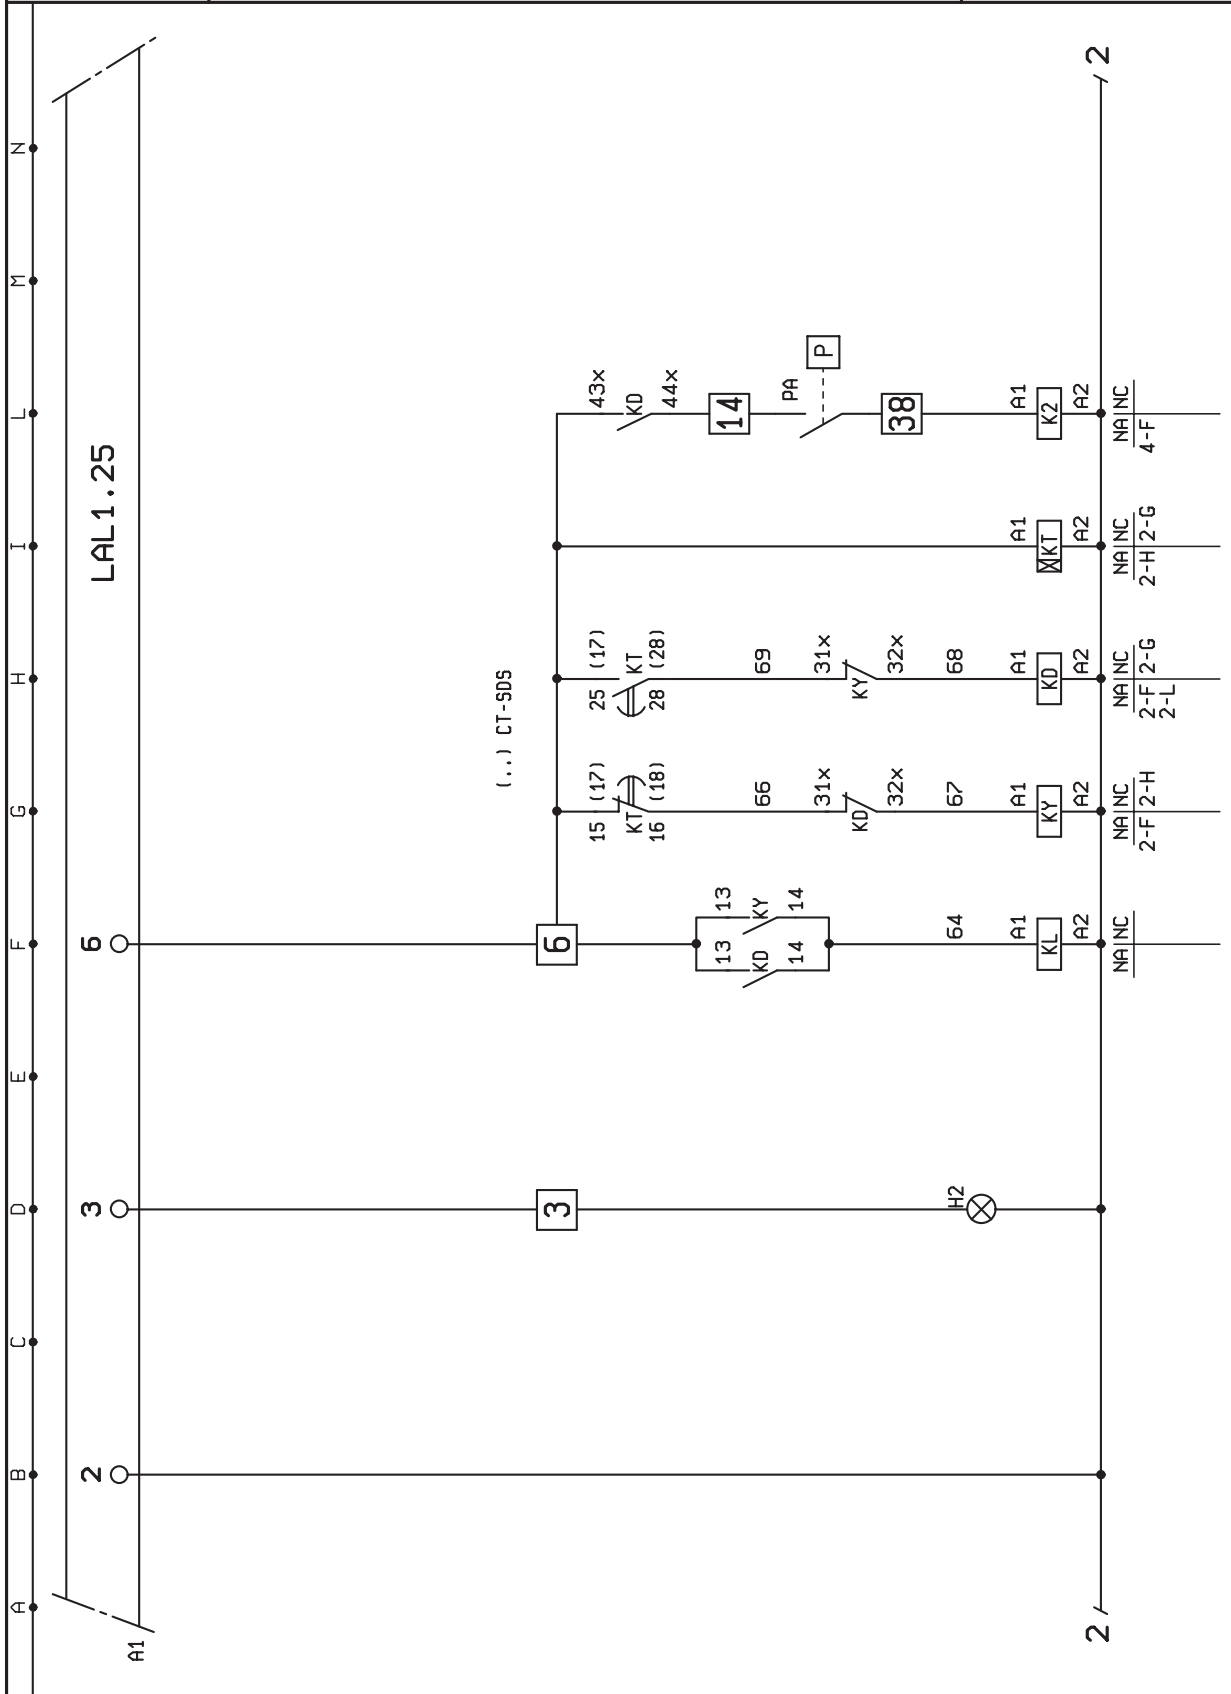 A B C D E F G H I L M N
A1
LAL1.25
2 3 6
(..) CT-SDS
6
3
15 (17)
KT
16 (18)
25 (17)
KT
28 (28)
43x
KD
44x
14
PA
P
38
13
KD
14
13
KY
14
66
31x
KD
32x
67
69
31x
KY
32x
68
64
H2
A1
KL
A2
A1
KY
A2
A1
KD
A2
A1
KT
A2
A1
K2
A2
2
2
NA NC
NA NC
2-F 2-H
NA NC
2-F 2-G
2-L
NA NC
2-H 2-G
NA NC
4-F